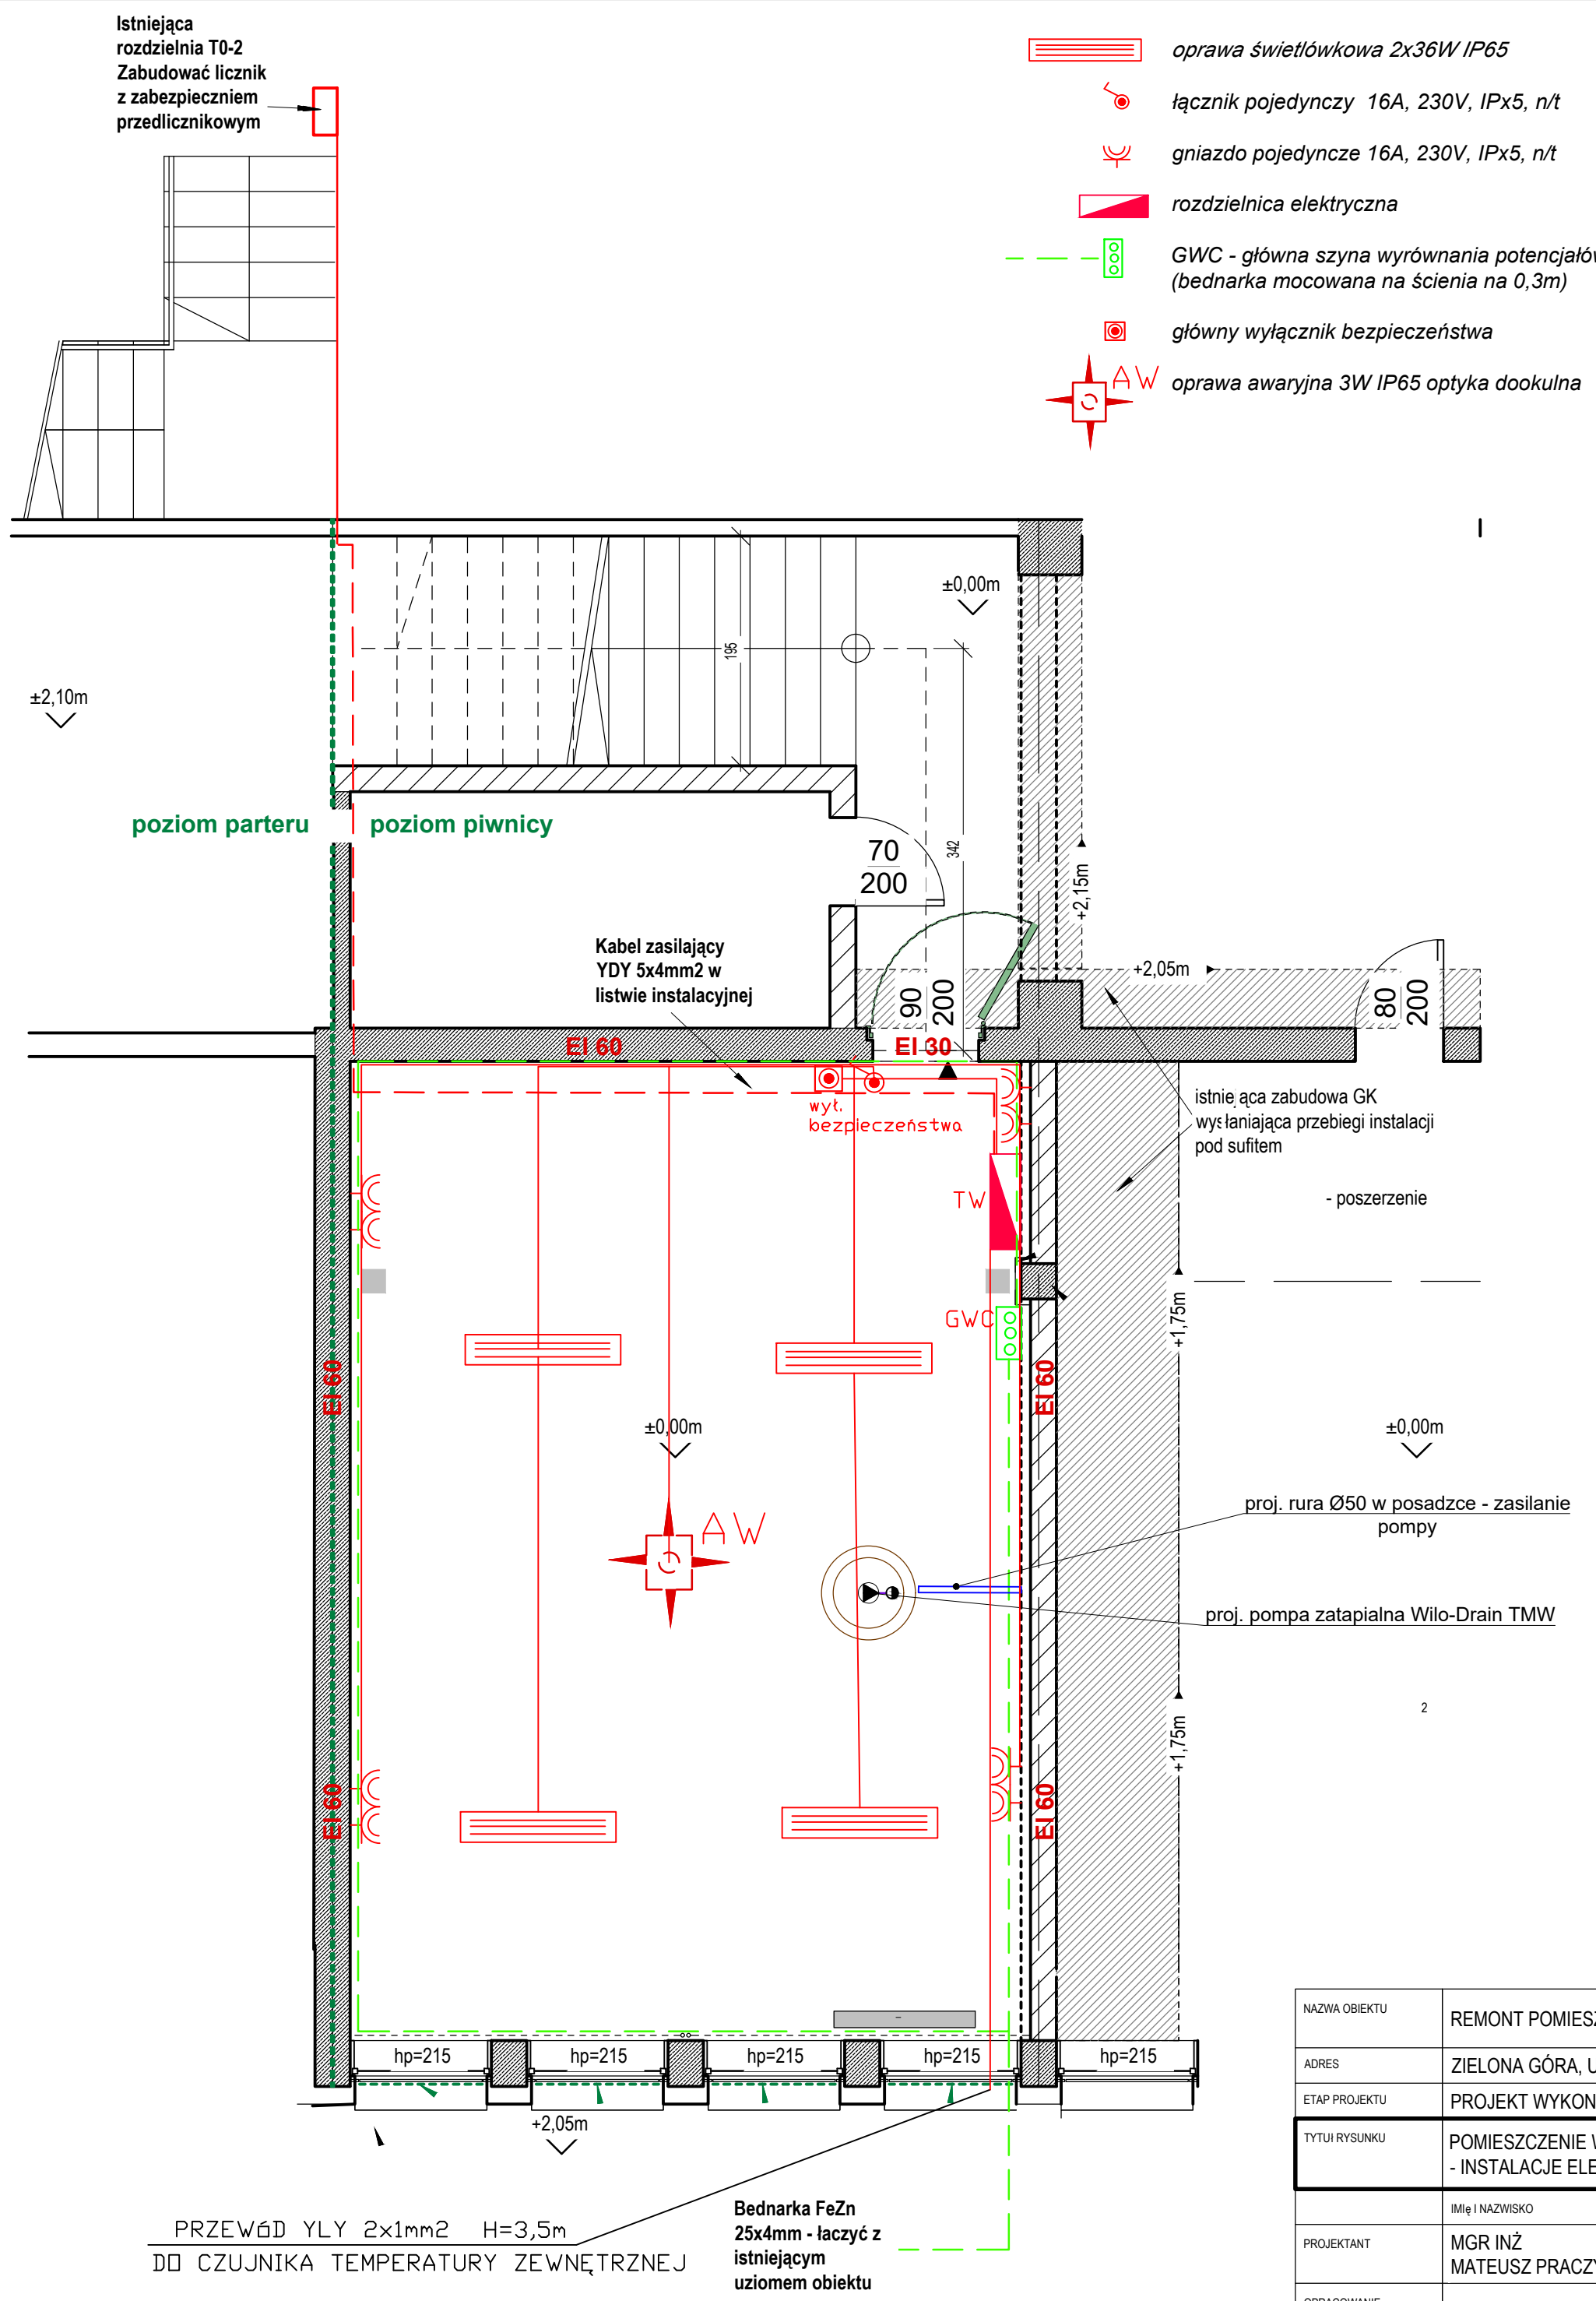 Istniejąca
rozdzielnia T0-2
Zabudować licznik
z zabezpieczniem
przedlicznikowym
oprawa świetlówkowa 2x36W IP65
łącznik pojedynczy 16A, 230V, IPx5, n/t
gniazdo pojedyncze 16A, 230V, IPx5, n/t
rozdzielnica elektryczna
GWC - główna szyna wyrównania potencjałów
(bednarka mocowana na ścienia na 0,3m)
główny wyłącznik bezpieczeństwa
AW
oprawa awaryjna 3W IP65 optyka dookulna
±0,00m
195
±2,10m
poziom parteru
poziom piwnicy
70
200
342
+2,15m
Kabel zasilający
YDY 5x4mm2 w
listwie instalacyjnej
90
200
+2,05m
80
200
EI 60
EI 30
wył.
bezpieczeństwa
istniejąca zabudowa GK
wysłaniająca przebiegi instalacji
pod sufitem
TW
- poszerzenie
GWC
+1,75m
EI 60
EI 60
±0,00m
±0,00m
proj. rura Ø50 w posadzce - zasilanie
pompy
AW
proj. pompa zatapialna Wilo-Drain TMW
2
+1,75m
EI 60
EI 60
hp=215
hp=215
hp=215
hp=215
hp=215
+2,05m
PRZEWóD YLY 2x1mm2 H=3,5m
DO CZUJNIKA TEMPERATURY ZEWNĘTRZNEJ
Bednarka FeZn
25x4mm - łaczyć z
istniejącym
uziomem obiektu
NAZWA OBIEKTU
REMONT POMIESZ
ADRES
ZIELONA GÓRA, U
ETAP PROJEKTU
PROJEKT WYKON
TYTUł RYSUNKU
POMIESZCZENIE W
- INSTALACJE ELE
IMIę I NAZWISKO
PROJEKTANT
MGR INŻ
MATEUSZ PRACZY
OPRACOWANIE